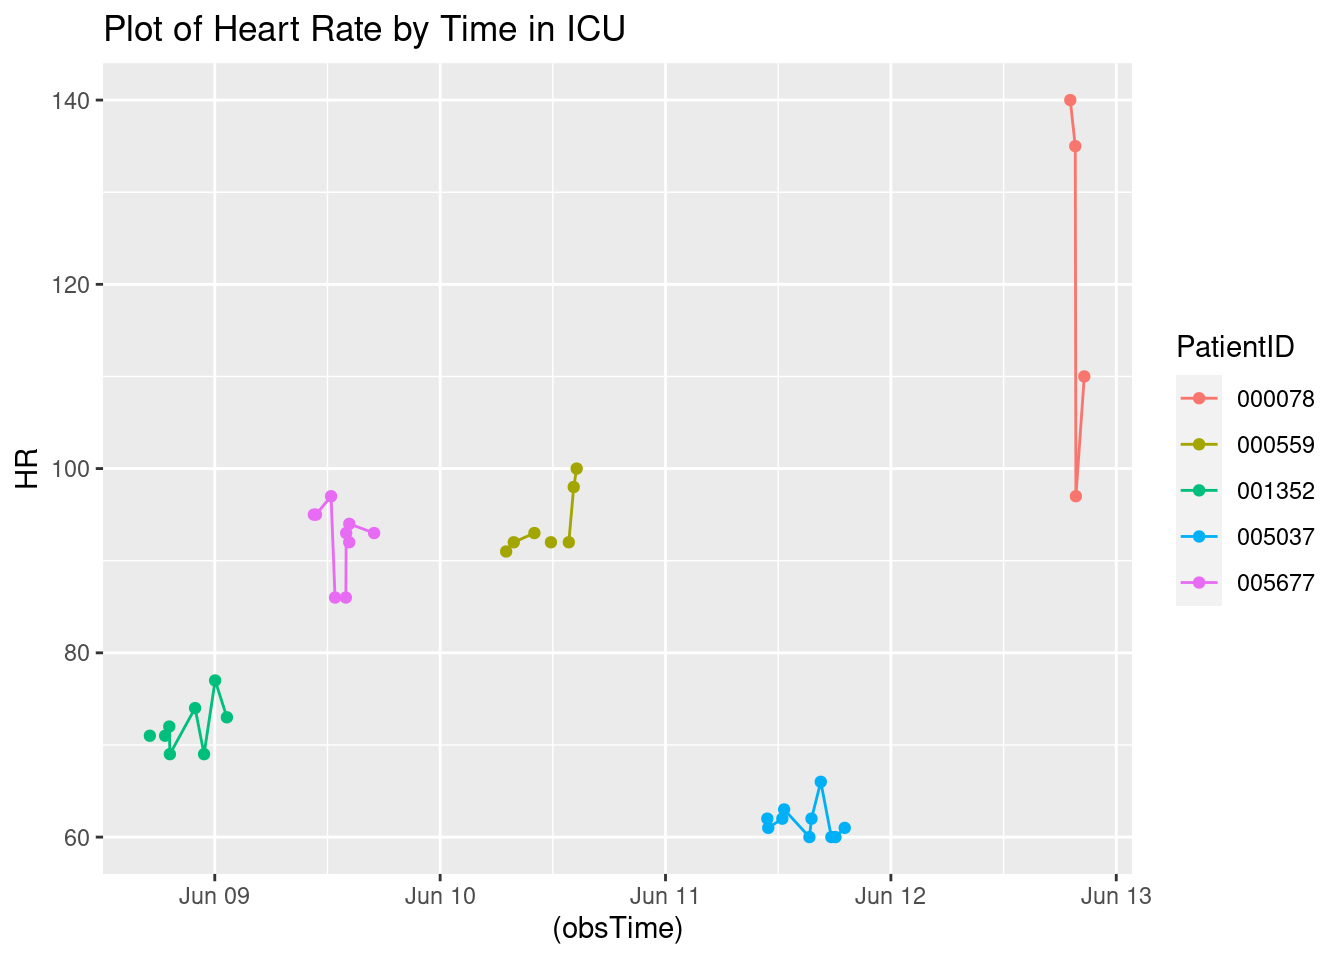 Plot of Heart Rate by Time in ICU
140
120
100
80
60
HR
Jun 09 Jun 10 Jun 11 Jun 12 Jun 13
(obsTime)
PatientID
000078
000559
001352
005037
005677